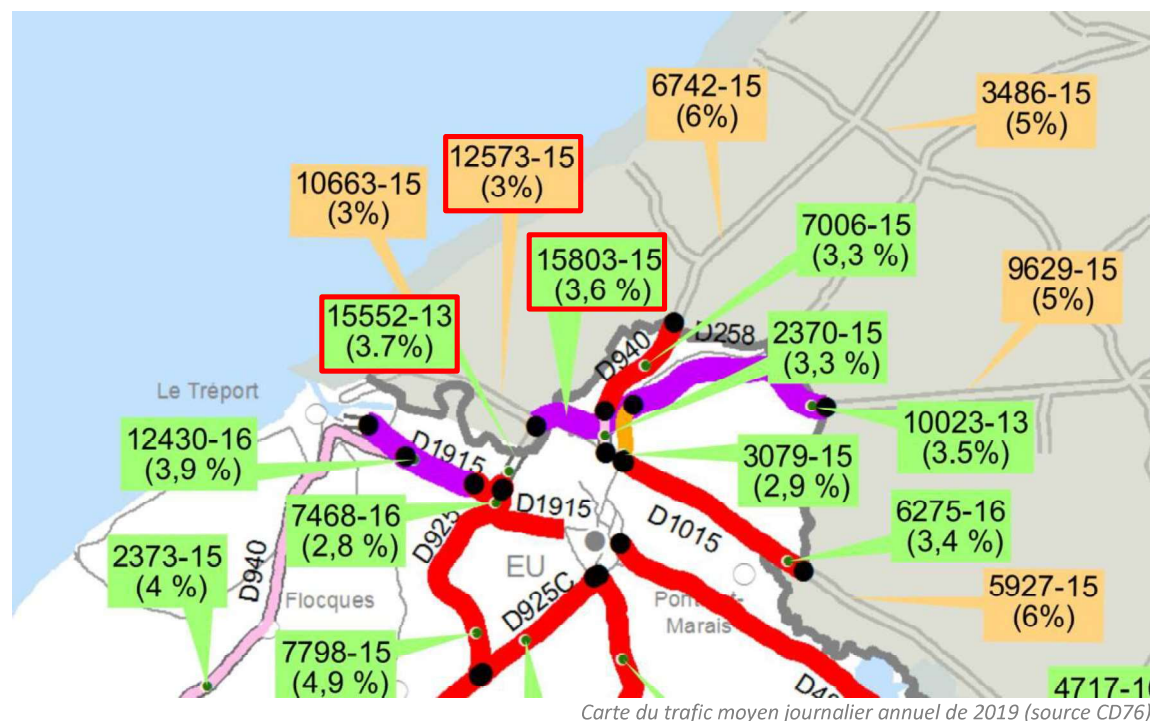 6742-15
(6%)
3486-15
(5%)
12573-15
(3%)
10663-15
(3%)
7006-15
(3,3 %)
15803-15
(3,6 %)
9629-15
(5%)
15552-13
(3.7%)
D940
D258
2370-15
(3,3 %)
Le Tréport
12430-16
(3,9 %)
D1915
10023-13
(3.5%)
3079-15
(2,9 %)
7468-16
(2,8 %)
D925
D1915
D1015
6275-16
(3,4 %)
2373-15
(4 %)
D940
EU
Flocques
D925C
Marais
5927-15
(6%)
7798-15
(4,9 %)
Carte du trafic moyen journalier annuel de 2019 (source CD76)